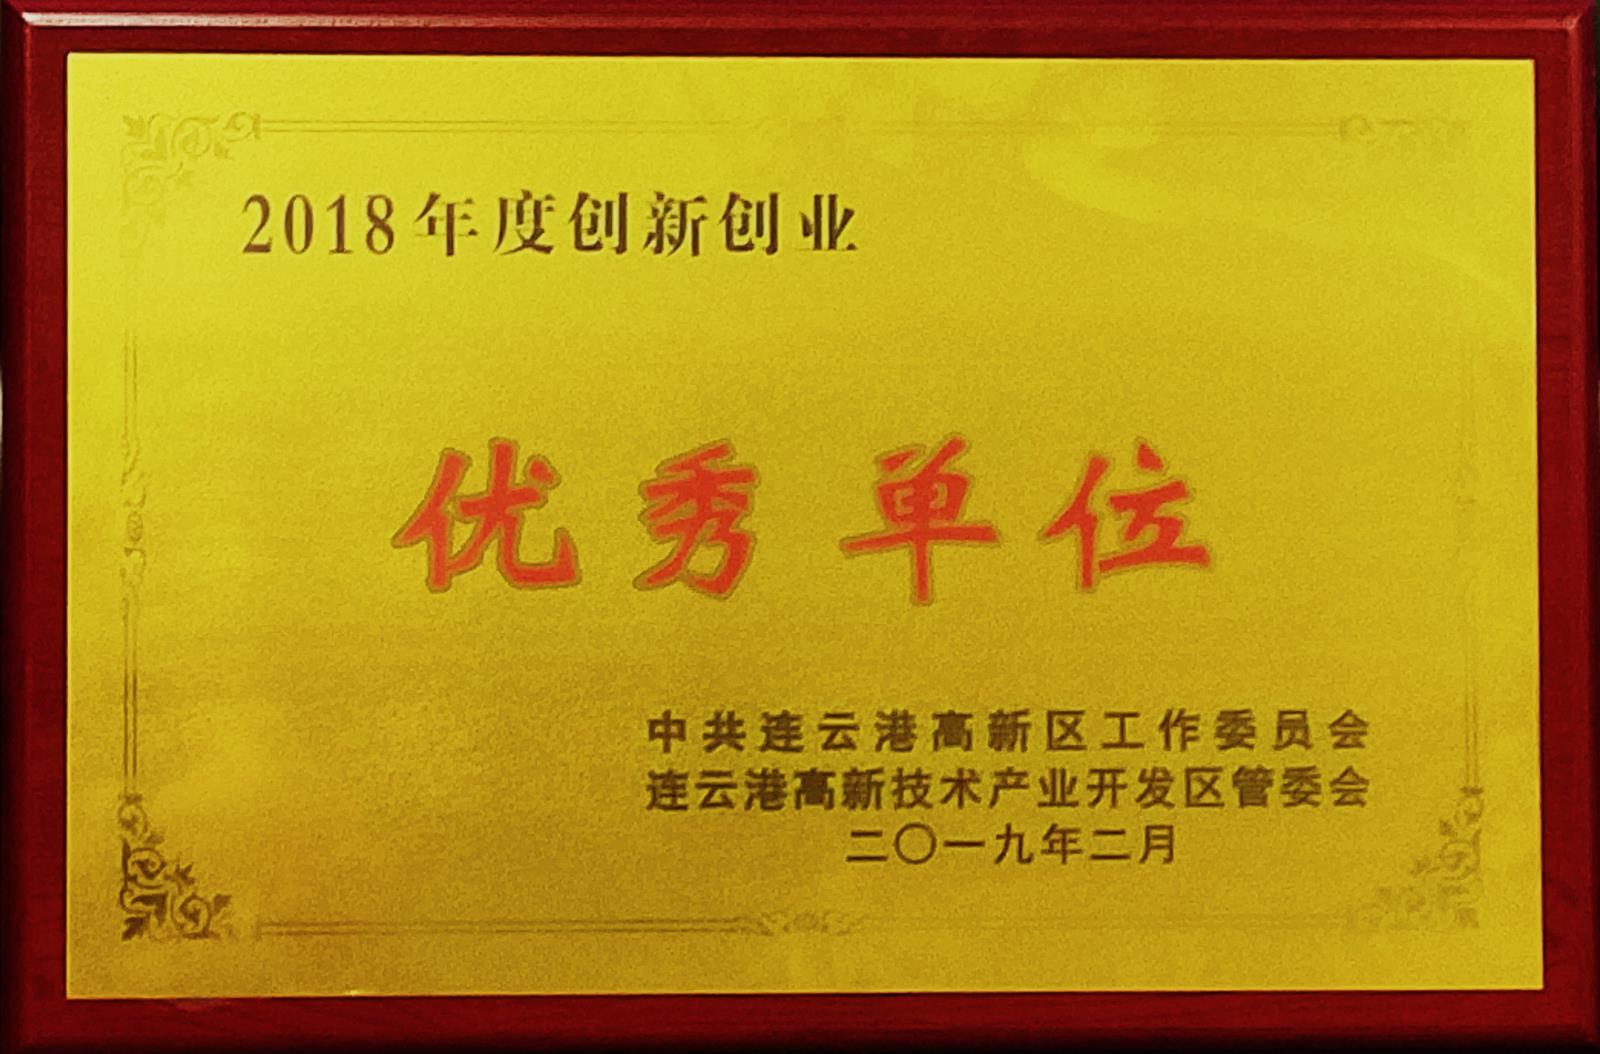 2018年度创新创业
优秀单位
中共连云港高新区工作委员会
连云港高新技术产业开发区管委会
二〇一九年二月